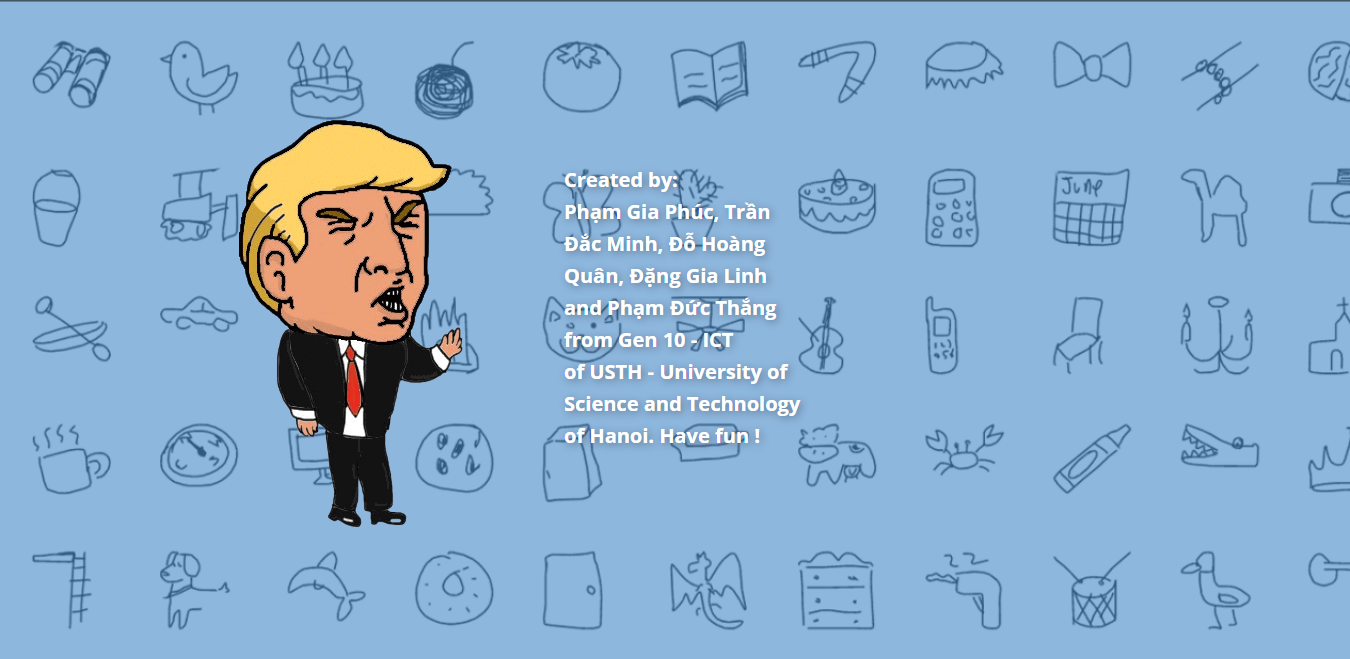 Created by:
Phạm Gia Phúc, Trần
Đắc Minh, Đỗ Hoàng
Quân, Đặng Gia Linh
and Phạm Đức Thắng
from Gen 10 - ICT
of USTH - University of
Science and Technology
of Hanoi. Have fun !
June